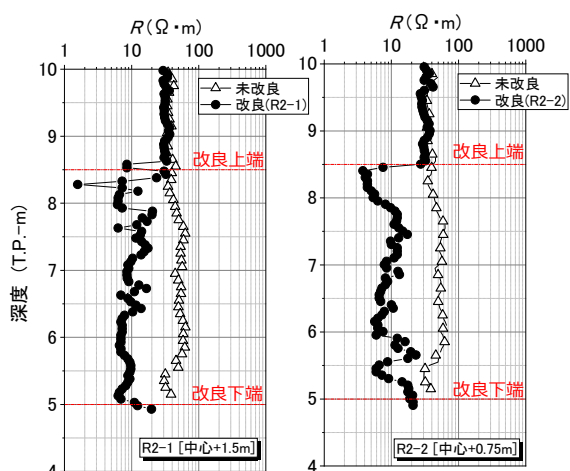 R(Ω・m)
1 10 100 1000
10
9
8
7
6
5
4
深度 (T.P.-m)
未改良
改良(R2-1)
改良上端
改良下端
R2-1 [中心+1.5m]
R(Ω・m)
1 10 100 1000
10
9
8
7
6
5
4
未改良
改良(R2-2)
改良上端
改良下端
R2-2 [中心+0.75m]